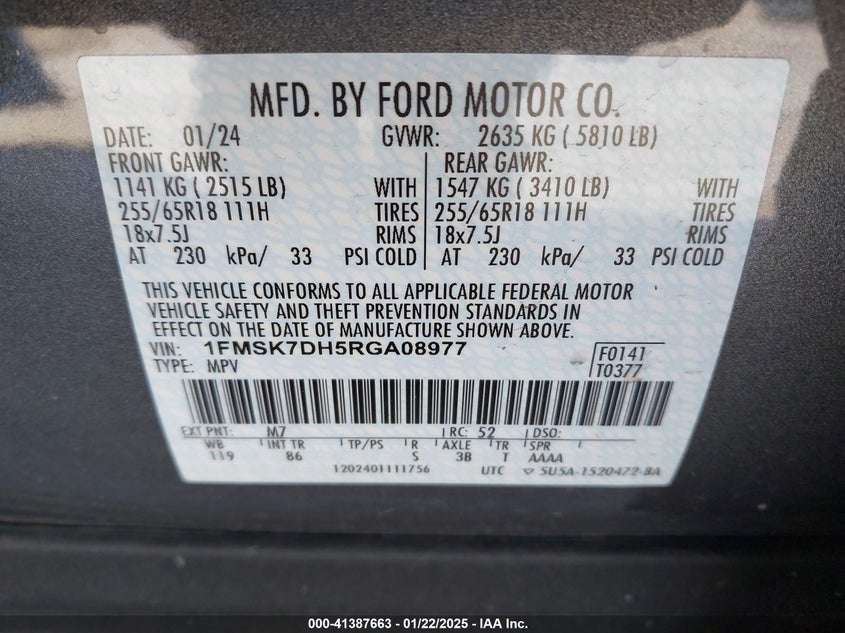 MFD. BY FORD MOTOR CO.
DATE: 01/24 GVWR: 2635 KG ( 5810 LB)
FRONT GAWR: REAR GAWR:
1141 KG ( 2515 LB) WITH 1547 KG ( 3410 LB) WITH
255/65R18 111H TIRES 255/65R18 111H TIRES
18x7.5J RIMS 18x7.5J RIMS
AT 230 kPa/ 33 PSI COLD AT 230 kPa/ 33 PSI COLD
THIS VEHICLE CONFORMS TO ALL APPLICABLE FEDERAL MOTOR
VEHICLE SAFETY AND THEFT PREVENTION STANDARDS IN
EFFECT ON THE DATE OF MANUFACTURE SHOWN ABOVE.
VIN: 1FMSK7DH5RGA08977 F0141
TYPE: MPV T0377
EXT PNT: M7 RC: 52 DSO:
WB INT TR TP/PS R AXLE TR SPR
119 86 S 3B T AAAA
1202401111756 UTC ▽ 5U5A-1520472-BA
000-41387663 - 01/22/2025 - IAA Inc.